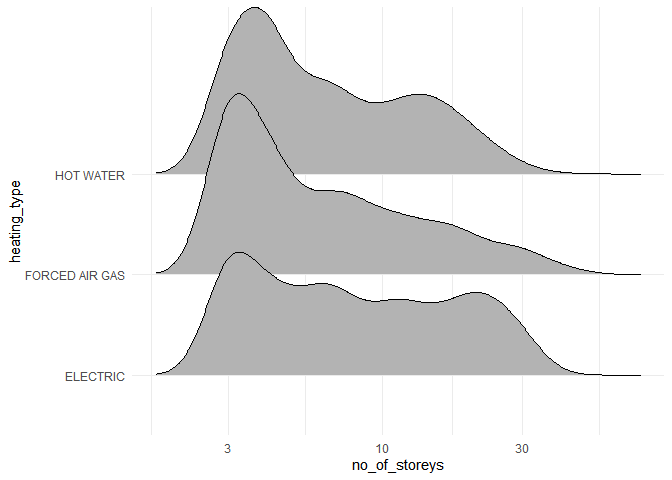 heating_type
HOT WATER
FORCED AIR GAS
ELECTRIC
3 10 30
no_of_storeys